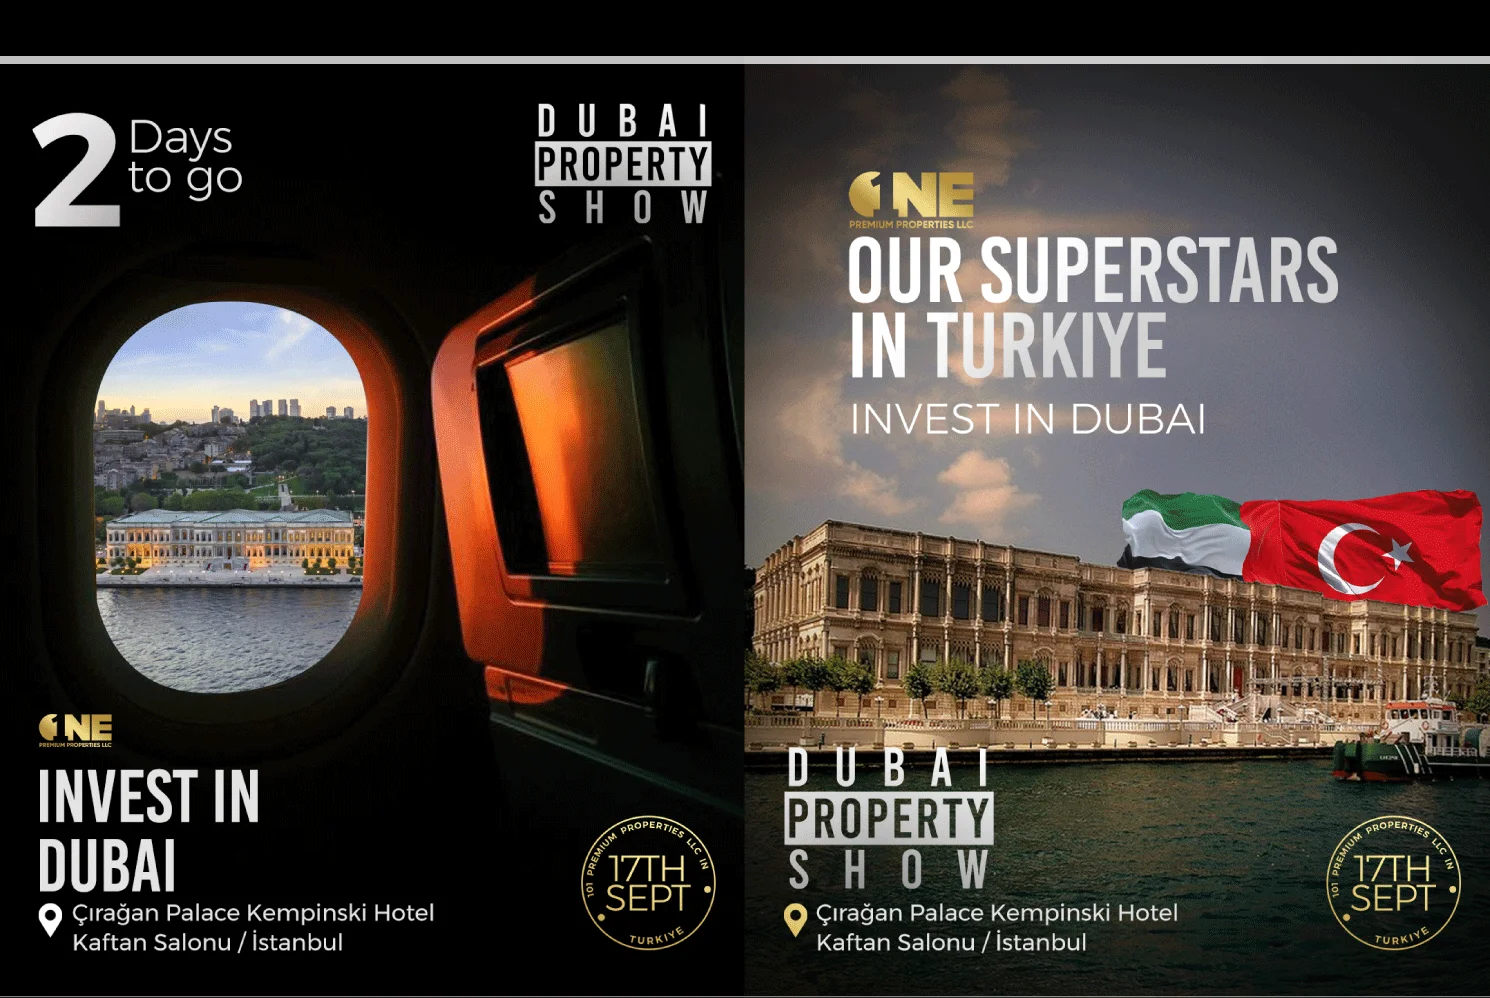 2 Days
to go
DUBAI
PROPERTY
SHOW
ONE
PREMIUM PROPERTIES LLC
INVEST IN
DUBAI
Çırağan Palace Kempinski Hotel
Kaftan Salonu / İstanbul
101 PREMIUM PROPERTIES LLC IN
17TH
SEPT
TURKIYE
ONE
PREMIUM PROPERTIES LLC
OUR SUPERSTARS
IN TURKIYE
INVEST IN DUBAI
DUBAI
PROPERTY
SHOW
Çırağan Palace Kempinski Hotel
Kaftan Salonu / İstanbul
101 PREMIUM PROPERTIES LLC IN
17TH
SEPT
TURKIYE